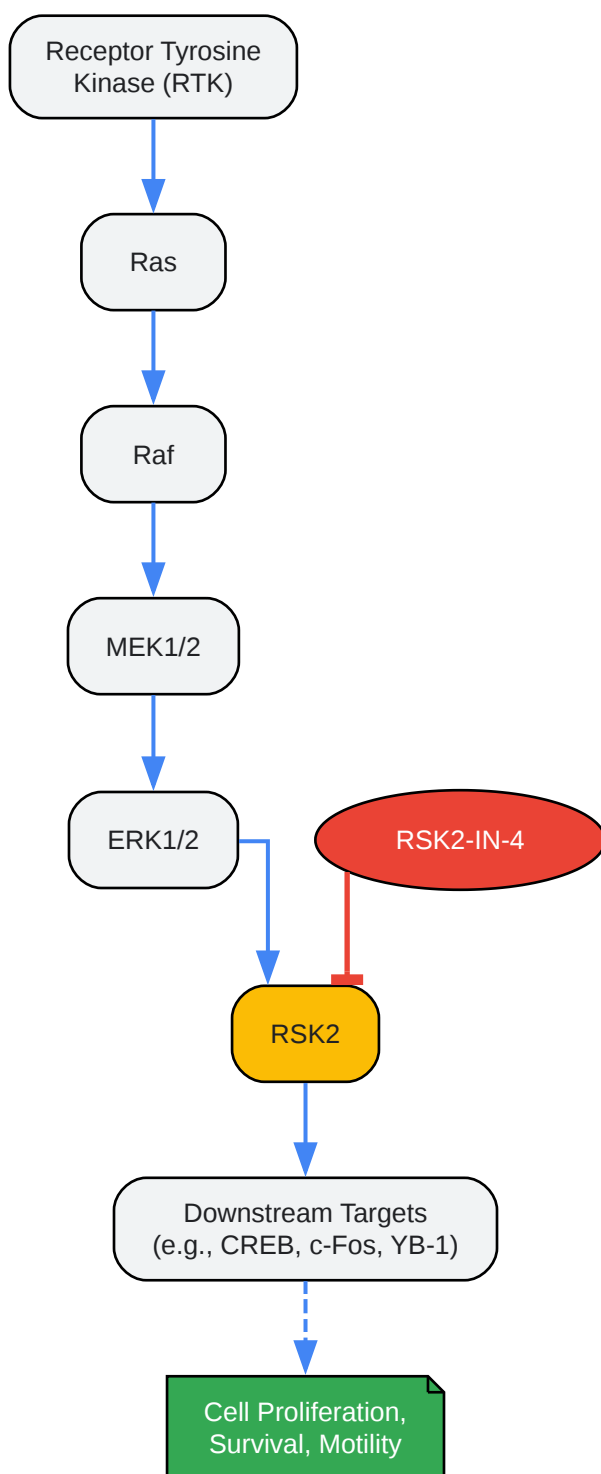 Receptor Tyrosine
Kinase (RTK)
Ras
Raf
MEK1/2
ERK1/2
RSK2-IN-4
RSK2
Downstream Targets
(e.g., CREB, c-Fos, YB-1)
Cell Proliferation,
Survival, Motility